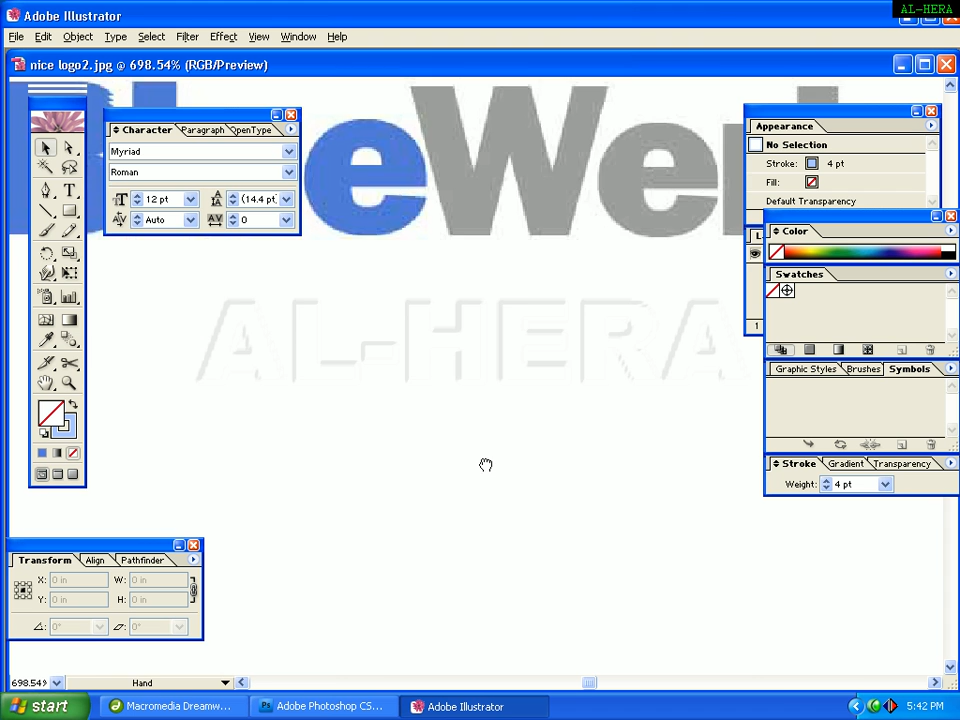 AL-HERA
Adobe Illustrator
File Edit Object Type Select Filter Effect View Window Help
nice logo2.jpg @ 698.54% (RGB/Preview)
Character Paragraph OpenType
Myriad
Roman
12 pt (14.4 pt)
Auto 0
Appearance
No Selection
Stroke: 4 pt
Fill:
Default Transparency
Color
Swatches
1
Graphic Styles Brushes Symbols
Stroke Gradient Transparency
Weight: 4 pt
AL-HERA
Transform Align Pathfinder
X: 0 in W: 0 in
Y: 0 in H: 0 in
0° 0°
698.54% Hand
start Macromedia Dreamw... Adobe Photoshop CS... Adobe Illustrator 5:42 PM